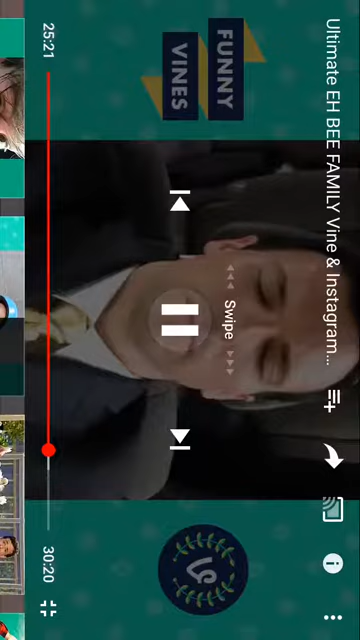 Ultimate EH BEE FAMILY Vine & Instagram...
FUNNY
VINES
Swipe
25:21
30:20